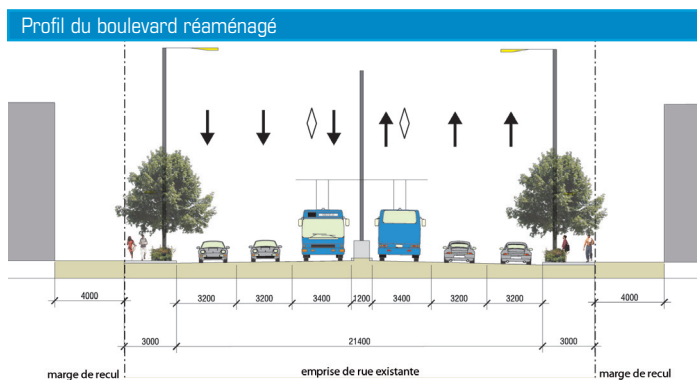 Profil du boulevard réaménagé
4000 3200 3200 3400 1200 3400 3200 3200 4000
3000 21400 3000
marge de recul emprise de rue existante marge de recul